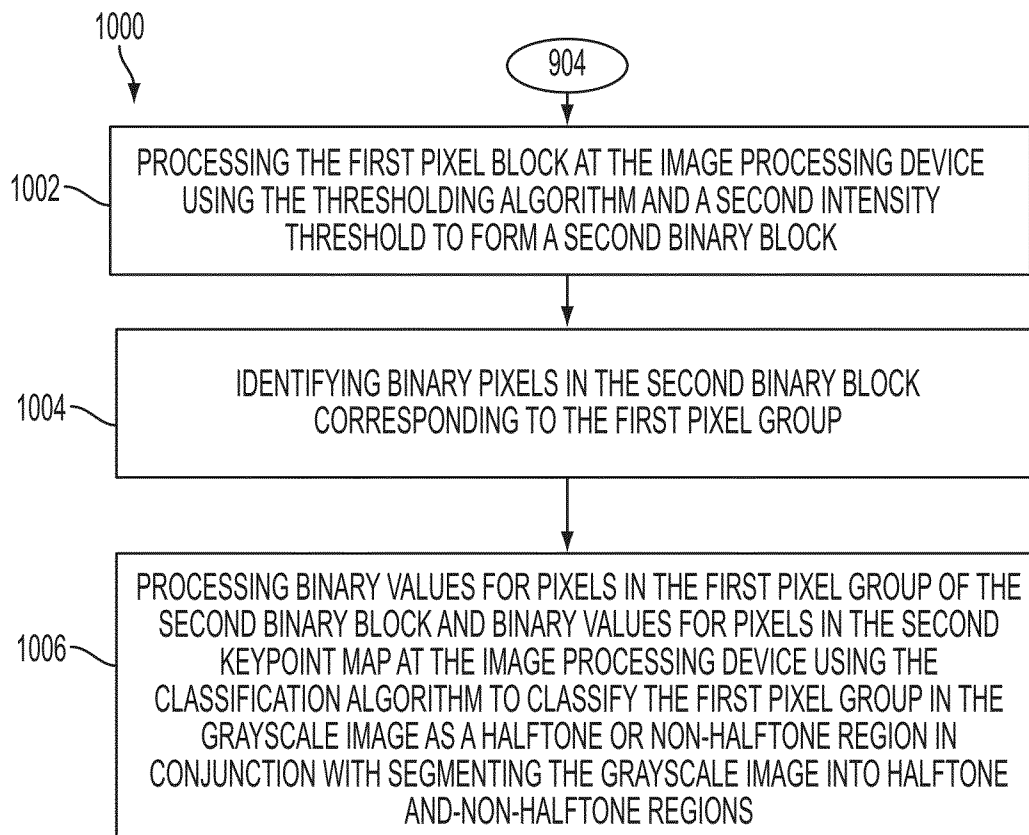 1000
904
PROCESSING THE FIRST PIXEL BLOCK AT THE IMAGE PROCESSING DEVICE
USING THE THRESHOLDING ALGORITHM AND A SECOND INTENSITY
THRESHOLD TO FORM A SECOND BINARY BLOCK
1002
IDENTIFYING BINARY PIXELS IN THE SECOND BINARY BLOCK
CORRESPONDING TO THE FIRST PIXEL GROUP
1004
PROCESSING BINARY VALUES FOR PIXELS IN THE FIRST PIXEL GROUP OF THE
SECOND BINARY BLOCK AND BINARY VALUES FOR PIXELS IN THE SECOND
KEYPOINT MAP AT THE IMAGE PROCESSING DEVICE USING THE
CLASSIFICATION ALGORITHM TO CLASSIFY THE FIRST PIXEL GROUP IN THE
GRAYSCALE IMAGE AS A HALFTONE OR NON-HALFTONE REGION IN
CONJUNCTION WITH SEGMENTING THE GRAYSCALE IMAGE INTO HALFTONE
AND-NON-HALFTONE REGIONS
1006